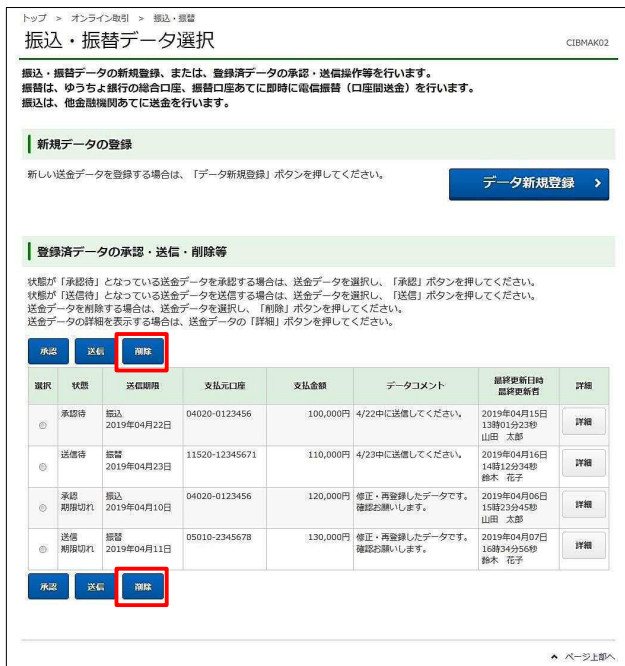 トップ > オンライン取引 > 振込・振替
振込・振替データ選択
CIBMAK02
振込・振替データの新規登録、または、登録済データの承認・送信操作等を行います。
振替は、ゆうちょ銀行の総合口座、振替口座あてに即時に電信振替（口座間送金）を行います。
振込は、他金融機関あてに送金を行います。
新規データの登録
新しい送金データを登録する場合は、「データ新規登録」ボタンを押してください。
データ新規登録
登録済データの承認・送信・削除等
状態が「承認待」となっている送金データを承認する場合は、送金データを選択し、「承認」ボタンを押してください。
状態が「送信待」となっている送金データを送信する場合は、送金データを選択し、「送信」ボタンを押してください。
送金データを削除する場合は、送金データを選択し、「削除」ボタンを押してください。
送金データの詳細を表示する場合は、送金データの「詳細」ボタンを押してください。
承認 送信 削除
選択 状態 送信期限 支払元口座 支払金額 データコメント 最終更新日時 詳細
最終更新者
承認待 振込 04020-0123456 100,000円 4/22中に送信してください。 2019年04月15日 詳細
2019年04月22日 13時01分23秒
山田 太郎
送信待 振替 11520-12345671 110,000円 4/23中に送信してください。 2019年04月16日 詳細
2019年04月23日 14時12分34秒
鈴木 花子
承認 振込 04020-0123456 120,000円 修正・再登録したデータです。 2019年04月06日 詳細
期限切れ 2019年04月10日 確認お願いします。 15時23分45秒
山田 太郎
送信 振替 05010-2345678 130,000円 修正・再登録したデータです。 2019年04月07日 詳細
期限切れ 2019年04月11日 確認お願いします。 16時34分56秒
鈴木 花子
承認 送信 削除
ページ上部へ